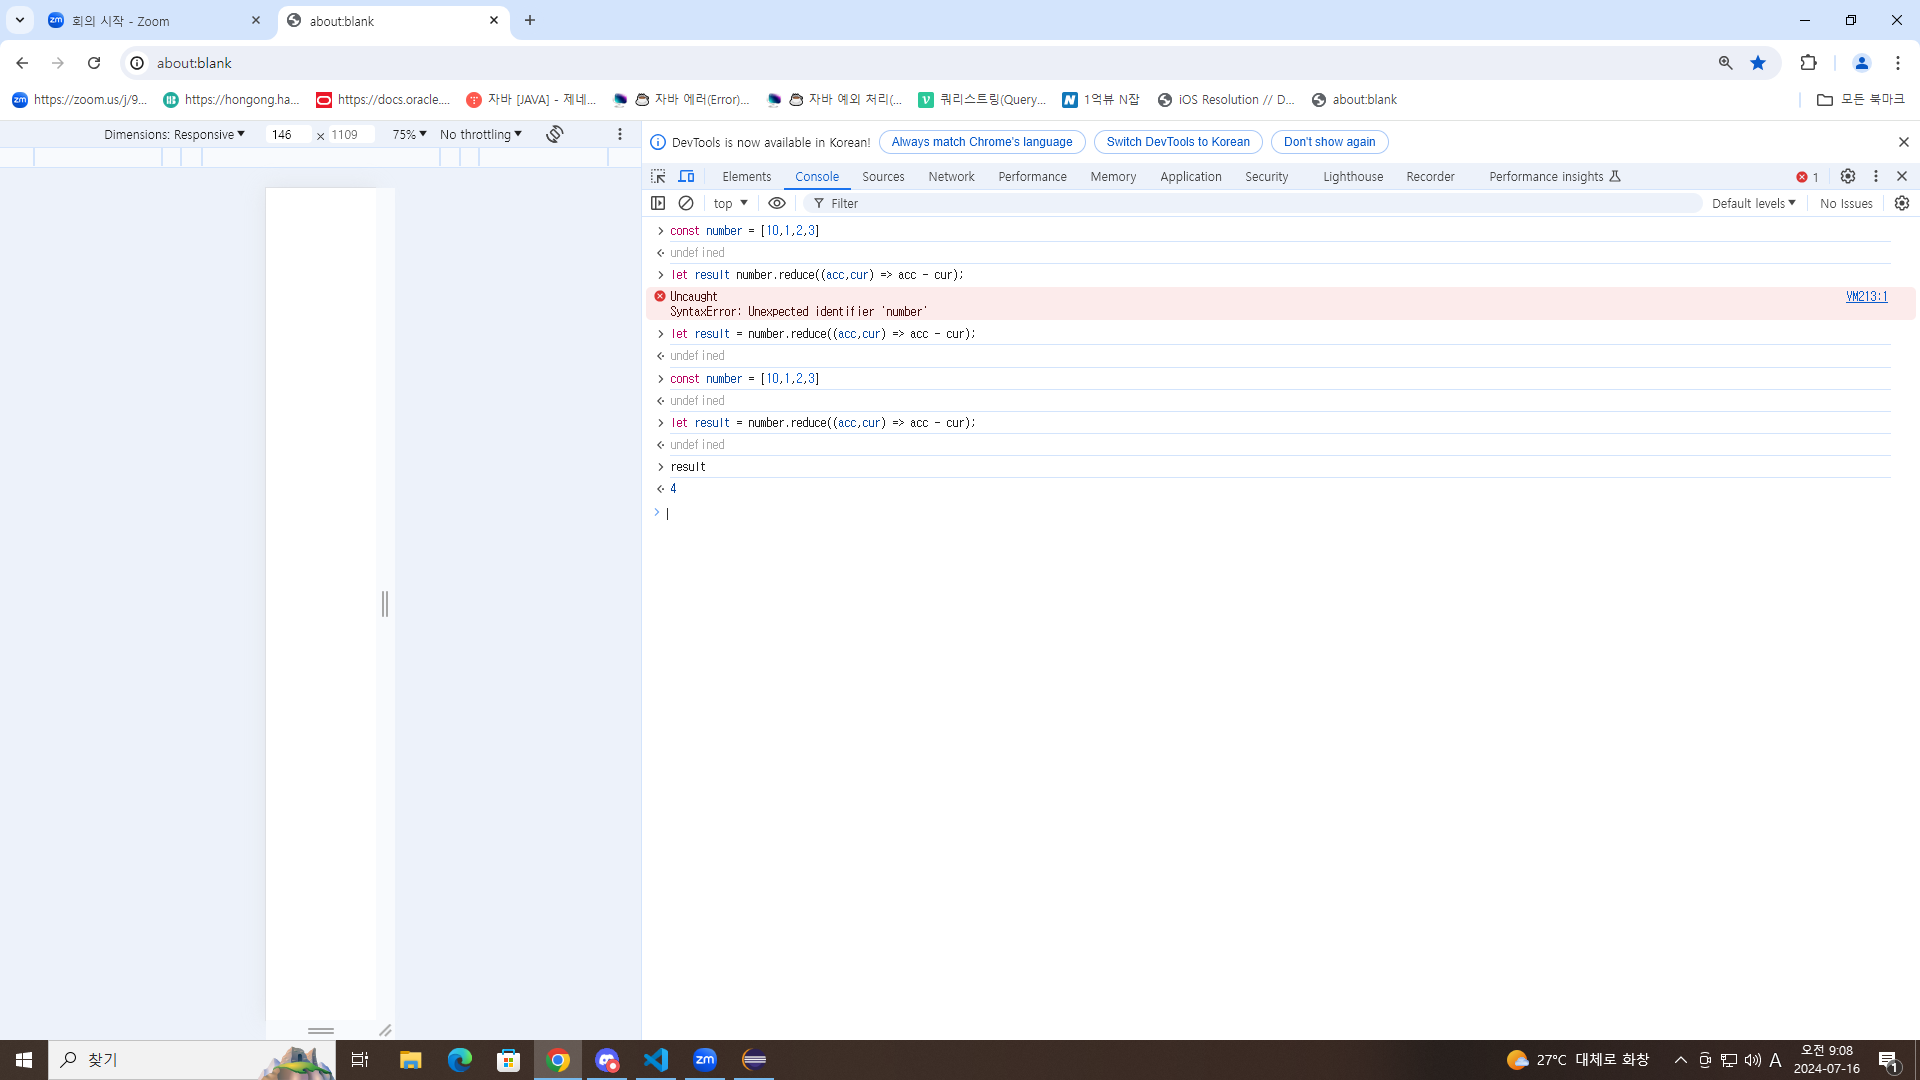 회의 시작 - Zoom
about:blank
about:blank
https://zoom.us/j/9...
https://hongong.ha...
https://docs.oracle....
자바 [JAVA] - 제네...
자바 에러(Error)...
자바 예외 처리(...
쿼리스트링(Query...
1억뷰 N잡
iOS Resolution // D...
about:blank
모든 북마크
Dimensions: Responsive
146 × 1109
75%
No throttling
DevTools is now available in Korean!
Always match Chrome's language
Switch DevTools to Korean
Don't show again
Elements
Console
Sources
Network
Performance
Memory
Application
Security
Lighthouse
Recorder
Performance insights
1
top
Filter
Default levels
No Issues
const number = [10,1,2,3]
undefined
let result number.reduce((acc,cur) => acc - cur);
Uncaught
VM213:1
SyntaxError: Unexpected identifier 'number'
let result = number.reduce((acc,cur) => acc - cur);
undefined
const number = [10,1,2,3]
undefined
let result = number.reduce((acc,cur) => acc - cur);
undefined
result
4
찾기
zm
27°C 대체로 화창
A
오전 9:08
2024-07-16
1